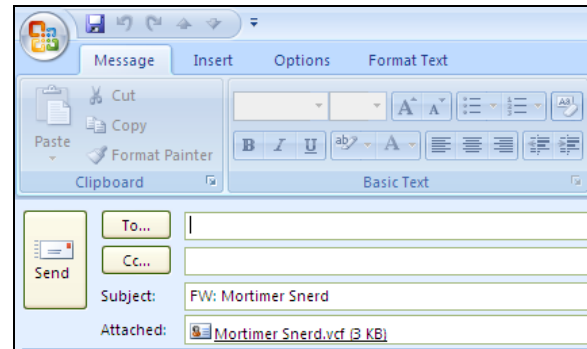 Message Insert Options Format Text
Cut
Copy
Paste
Format Painter
Clipboard
B I U ab A
Basic Text
To...
Send
Cc...
Subject: FW: Mortimer Snerd
Attached: Mortimer Snerd.vcf (3 KB)